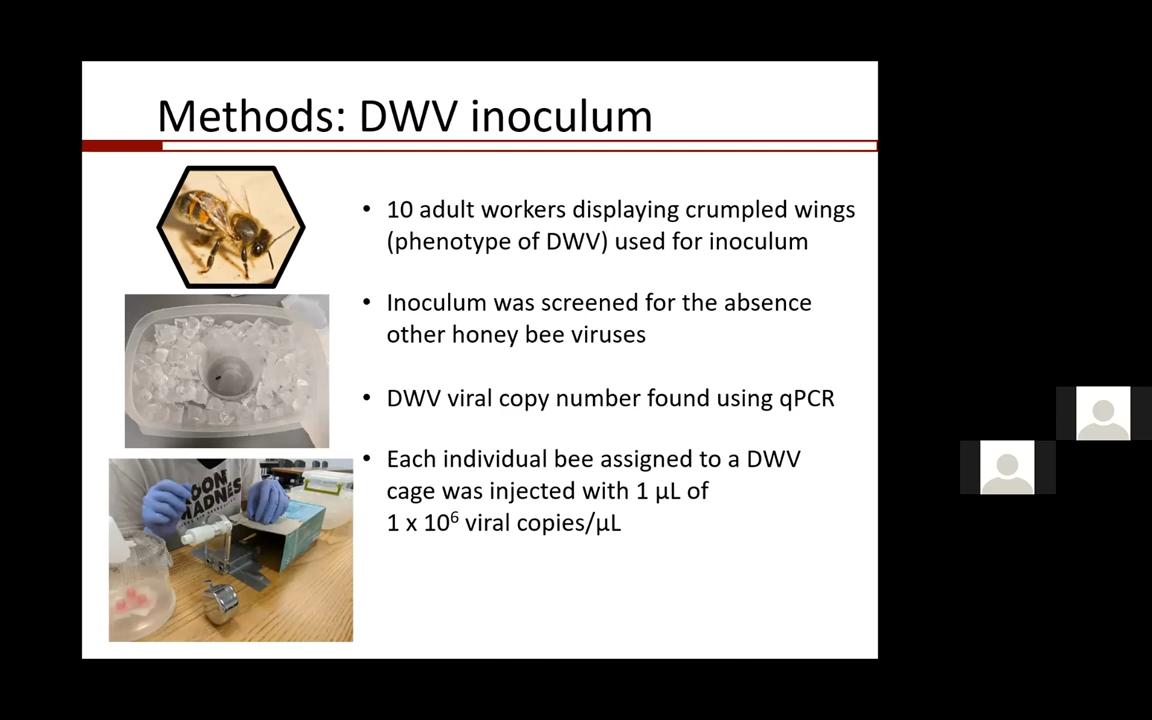 Methods: DWV inoculum
• 10 adult workers displaying crumpled wings
(phenotype of DWV) used for inoculum
• Inoculum was screened for the absence
other honey bee viruses
• DWV viral copy number found using qPCR
• Each individual bee assigned to a DWV
cage was injected with 1 µL of
1 x 10⁶ viral copies/µL